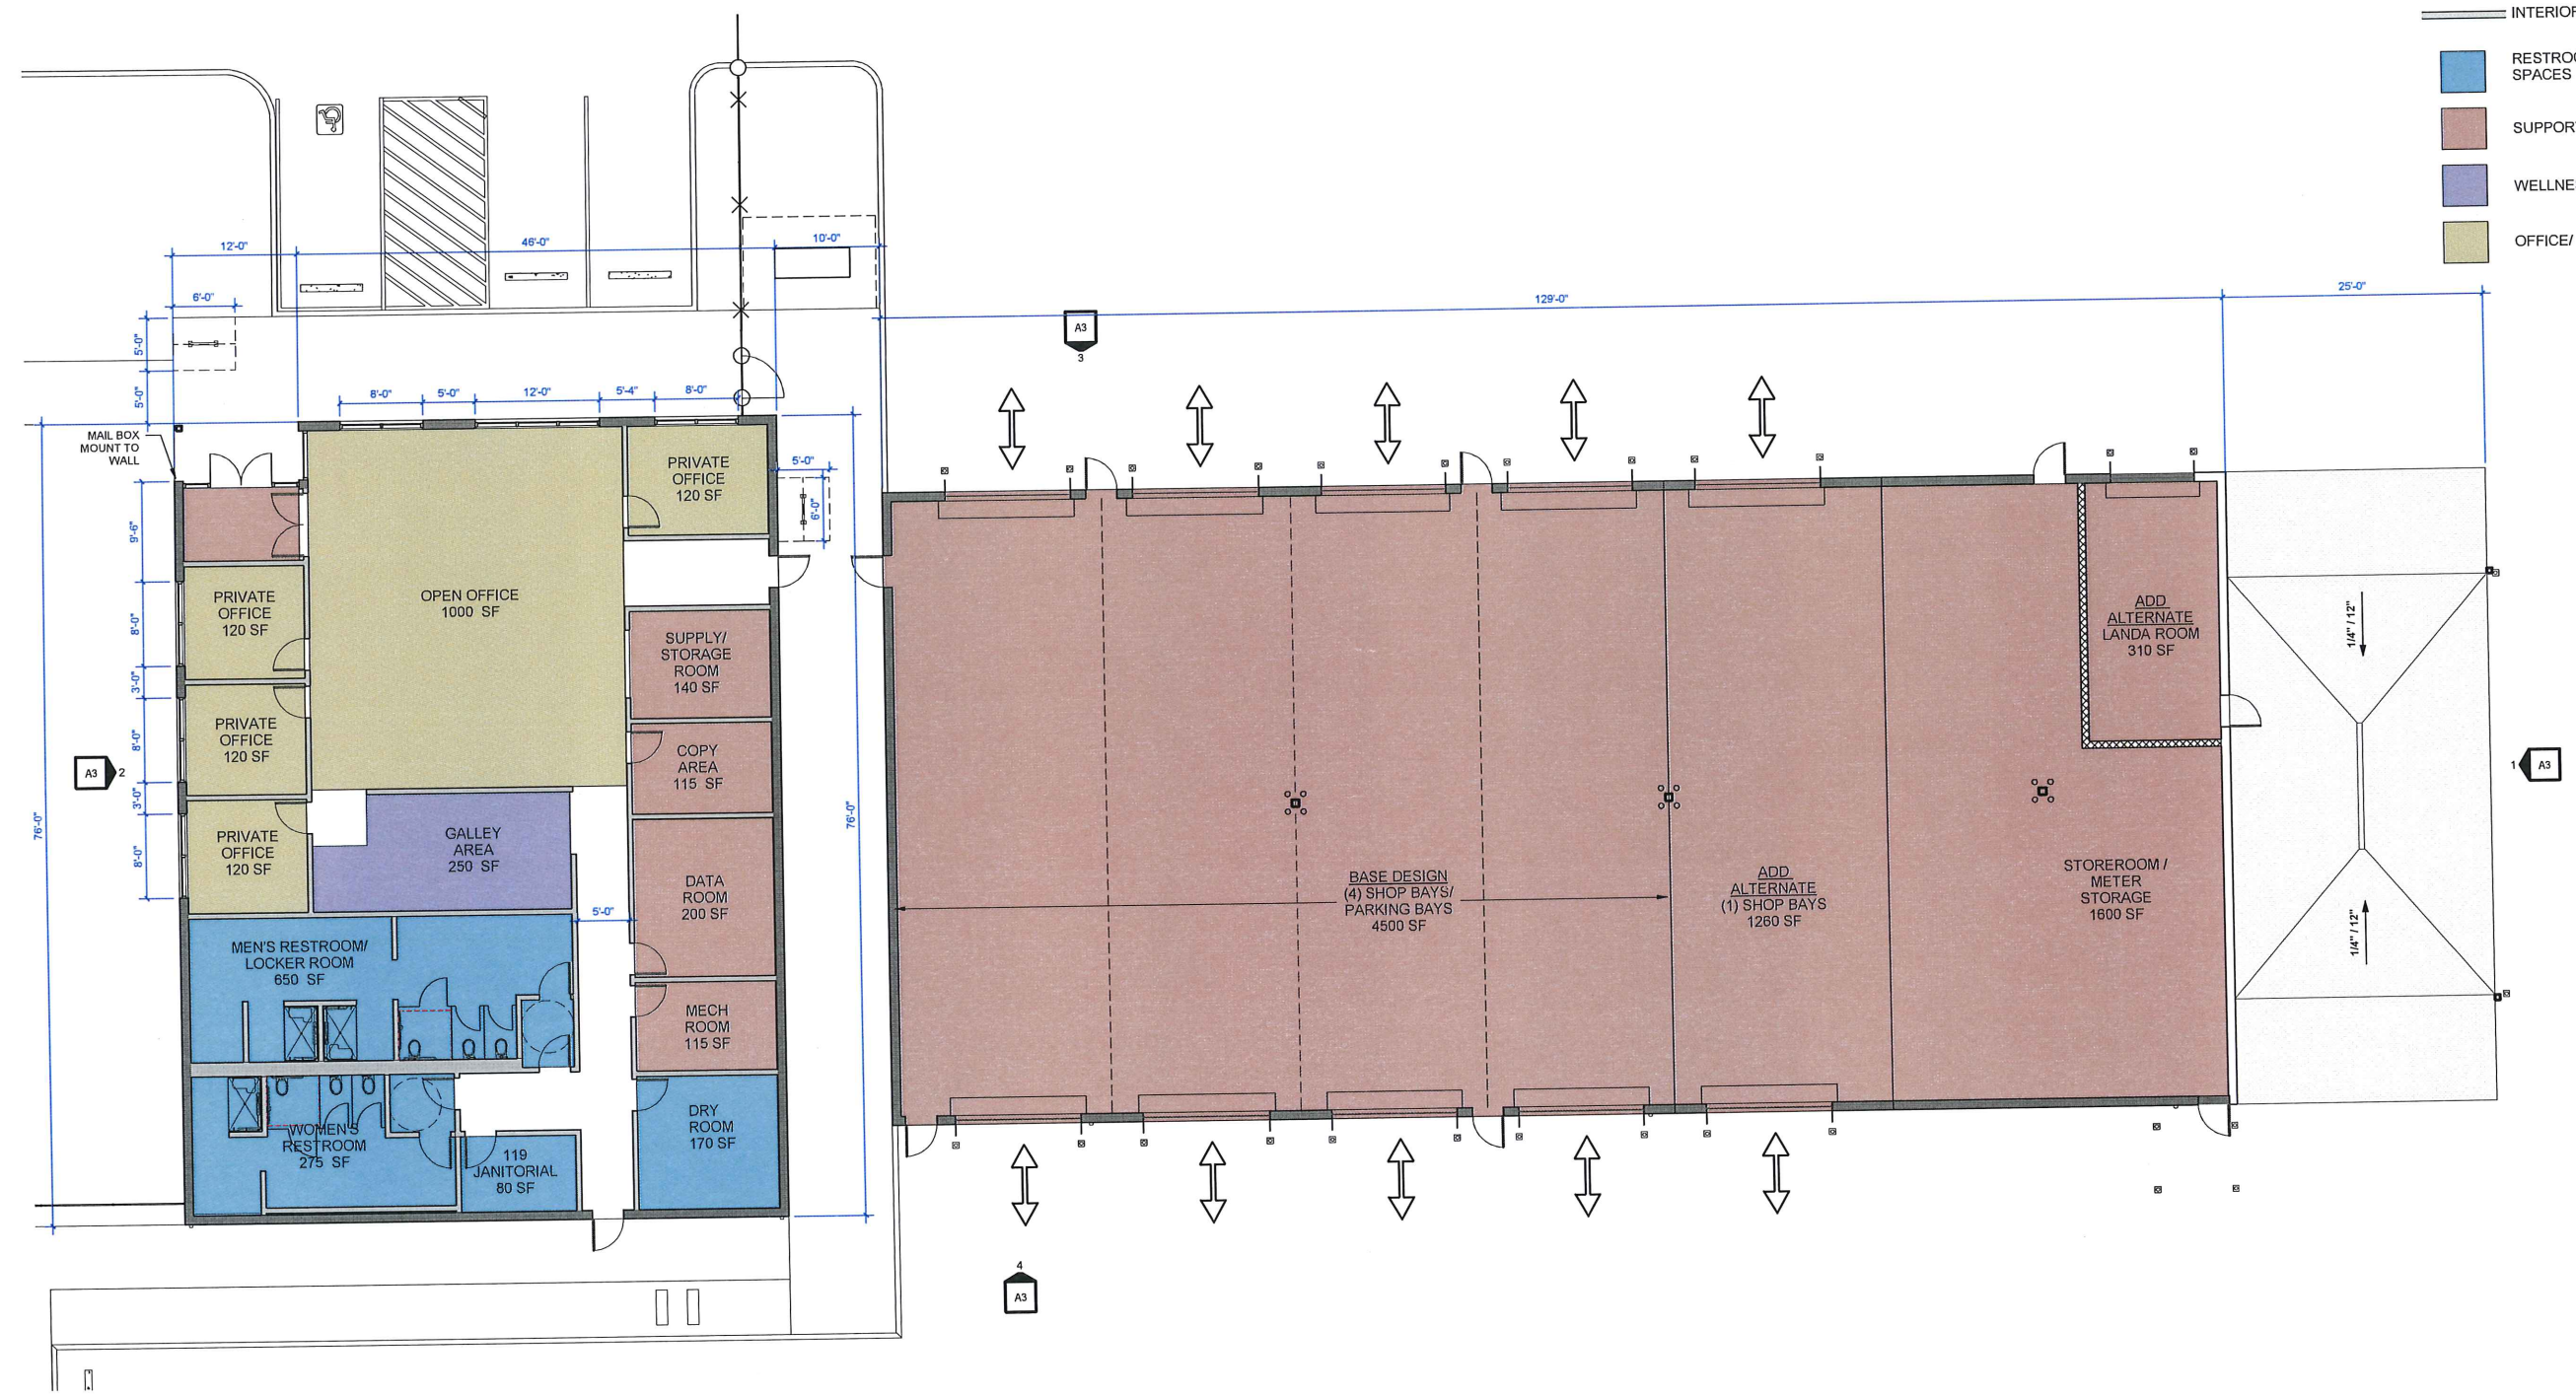 INTERIOR
SPACES
12'-0"
46'-0"
10'-0"
6'-0"
129'-0"
25'-0"
5'-0"
5'-0"
A3
3
8'-0"
5'-0"
12'-0"
5'-4"
8'-0"
MAIL BOX
MOUNT TO
WALL
PRIVATE
OFFICE
120 SF
5'-0"
6'-0"
9'-6"
PRIVATE
OFFICE
120 SF
OPEN OFFICE
1000 SF
8'-0"
SUPPLY/
STORAGE
ROOM
140 SF
ADD
ALTERNATE
LANDA ROOM
310 SF
1/4" / 12"
3'-0"
PRIVATE
OFFICE
120 SF
8'-0"
COPY
AREA
115 SF
A3
2
1
A3
3'-0"
76'-0"
76'-0"
PRIVATE
OFFICE
120 SF
8'-0"
GALLEY
AREA
250 SF
DATA
ROOM
200 SF
5'-0"
BASE DESIGN
(4) SHOP BAYS/
PARKING BAYS
4500 SF
ADD
ALTERNATE
(1) SHOP BAYS
1260 SF
STOREROOM /
METER
STORAGE
1600 SF
1/4" / 12"
MEN'S RESTROOM/
LOCKER ROOM
650 SF
MECH
ROOM
115 SF
WOMEN'S
RESTROOM
275 SF
119
JANITORIAL
80 SF
DRY
ROOM
170 SF
4
A3
OFFICE/